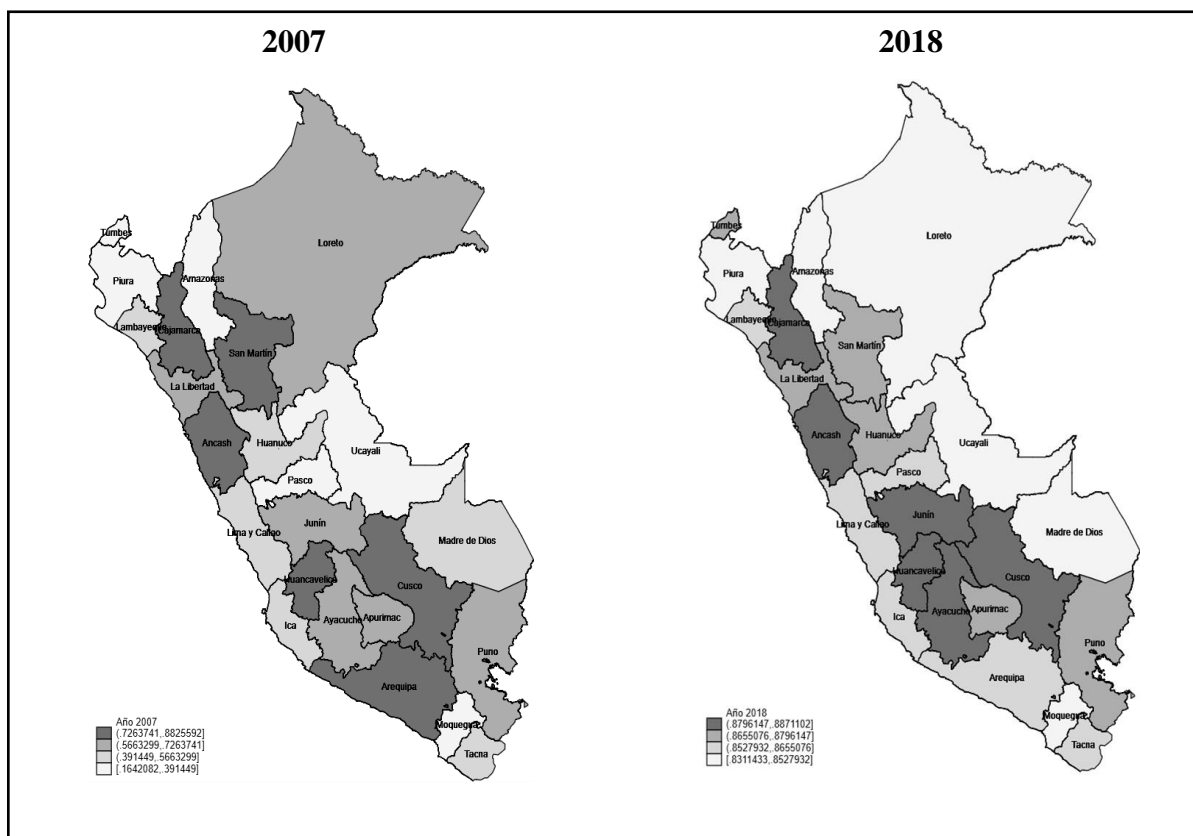 2007
2018
Tumbes
Piura
Amazonas
Loreto
Lambayeque
Cajamarca
San Martín
La Libertad
Ancash
Huanuco
Ucayali
Pasco
Junín
Lima y Callao
Madre de Dios
Huancavelica
Cusco
Ica
Ayacucho
Apurimac
Puno
Arequipa
Moquegua
Tacna
Año 2007
(.7263741,.8825592]
(.5663299,.7263741]
(.391449,.5663299]
[.1642082,.391449]
Tumbes
Piura
Amazonas
Loreto
Lambayeque
Cajamarca
San Martín
La Libertad
Ancash
Huanuco
Ucayali
Pasco
Junín
Lima y Callao
Madre de Dios
Huancavelica
Cusco
Ica
Ayacucho
Apurimac
Puno
Arequipa
Moquegua
Tacna
Año 2018
(.8796147,.8871102]
(.8655076,.8796147]
(.8527932,.8655076]
[.8311433,.8527932]